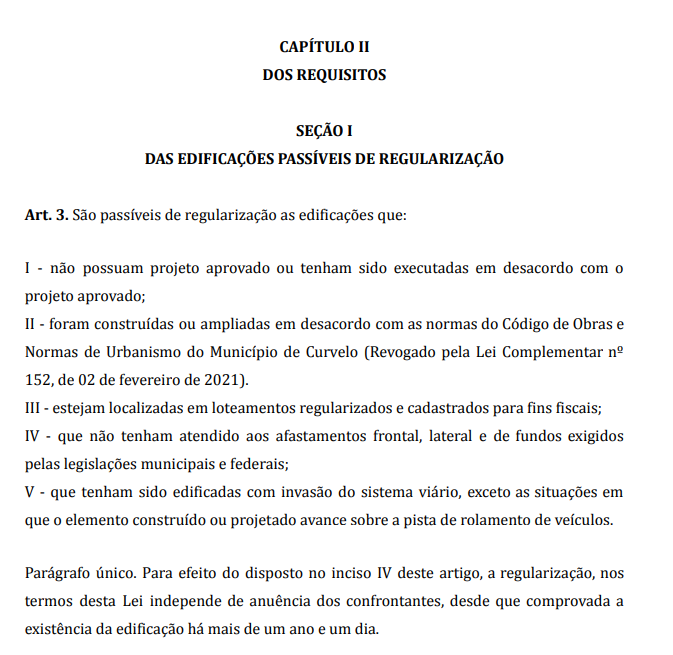 CAPÍTULO II
DOS REQUISITOS
SEÇÃO I
DAS EDIFICAÇÕES PASSÍVEIS DE REGULARIZAÇÃO
Art. 3. São passíveis de regularização as edificações que:
I - não possuam projeto aprovado ou tenham sido executadas em desacordo com o
projeto aprovado;
II - foram construídas ou ampliadas em desacordo com as normas do Código de Obras e
Normas de Urbanismo do Município de Curvelo (Revogado pela Lei Complementar nº
152, de 02 de fevereiro de 2021).
III - estejam localizadas em loteamentos regularizados e cadastrados para fins fiscais;
IV - que não tenham atendido aos afastamentos frontal, lateral e de fundos exigidos
pelas legislações municipais e federais;
V - que tenham sido edificadas com invasão do sistema viário, exceto as situações em
que o elemento construído ou projetado avance sobre a pista de rolamento de veículos.
Parágrafo único. Para efeito do disposto no inciso IV deste artigo, a regularização, nos
termos desta Lei independe de anuência dos confrontantes, desde que comprovada a
existência da edificação há mais de um ano e um dia.